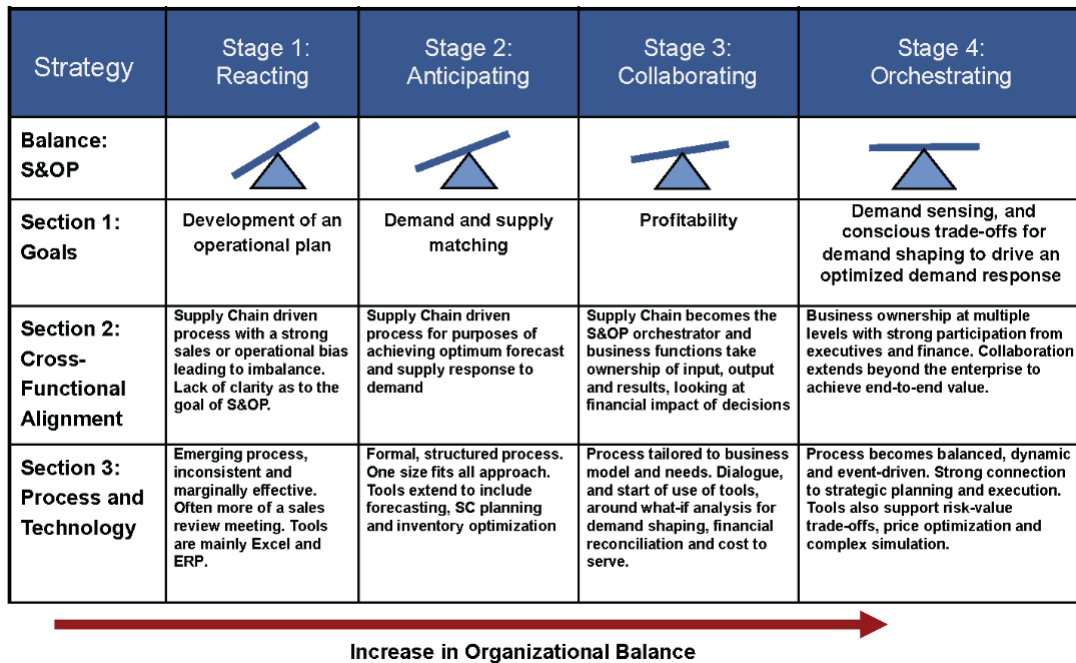 Strategy
Stage 1:
Reacting
Stage 2:
Anticipating
Stage 3:
Collaborating
Stage 4:
Orchestrating
Balance:
S&OP
Section 1:
Goals
Development of an
operational plan
Demand and supply
matching
Profitability
Demand sensing, and
conscious trade-offs for
demand shaping to drive an
optimized demand response
Section 2:
Cross-
Functional
Alignment
Supply Chain driven
process with a strong
sales or operational bias
leading to imbalance.
Lack of clarity as to the
goal of S&OP.
Supply Chain driven
process for purposes of
achieving optimum forecast
and supply response to
demand
Supply Chain becomes the
S&OP orchestrator and
business functions take
ownership of input, output
and results, looking at
financial impact of decisions
Business ownership at multiple
levels with strong participation from
executives and finance. Collaboration
extends beyond the enterprise to
achieve end-to-end value.
Section 3:
Process and
Technology
Emerging process,
inconsistent and
marginally effective.
Often more of a sales
review meeting. Tools
are mainly Excel and
ERP.
Formal, structured process.
One size fits all approach.
Tools extend to include
forecasting, SC planning
and inventory optimization
Process tailored to business
model and needs. Dialogue,
and start of use of tools,
around what-if analysis for
demand shaping, financial
reconciliation and cost to
serve.
Process becomes balanced, dynamic
and event-driven. Strong connection
to strategic planning and execution.
Tools also support risk-value
trade-offs, price optimization and
complex simulation.
Increase in Organizational Balance